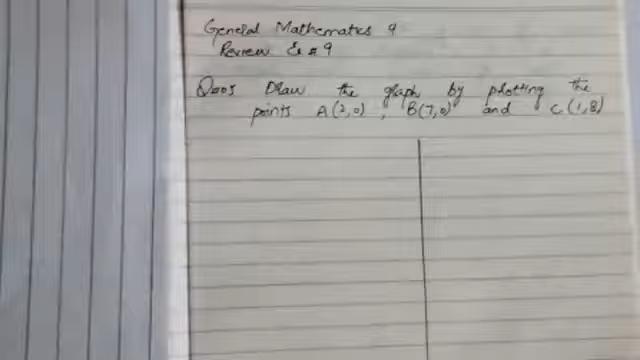 General Mathematics 9
Review Ex # 9
Q005 Draw the graph by plotting the
points A(2,0), B(7,0) and C(1,8)